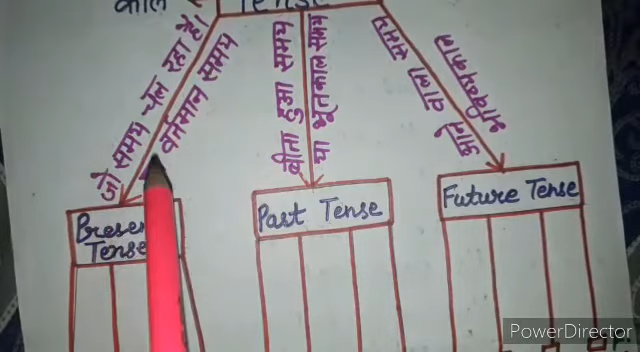 काल
Tense
जो समय चल रहा है।
वर्तमान समय
बीता हुआ समय
या भूतकाल समय
आने वाला समय
भविष्यकाल
Present
Tense
Past Tense
Future Tense
PowerDirector